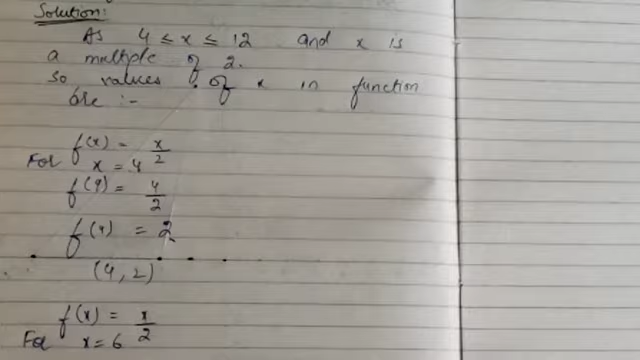 Solution:
As 4 ≤ x ≤ 12 and x is
a multiple of 2.
So values of x in function
are :-
f(x) = x/2
For x = 4
f(4) = 4/2
f(4) = 2
(4, 2)
f(x) = x/2
For x = 6